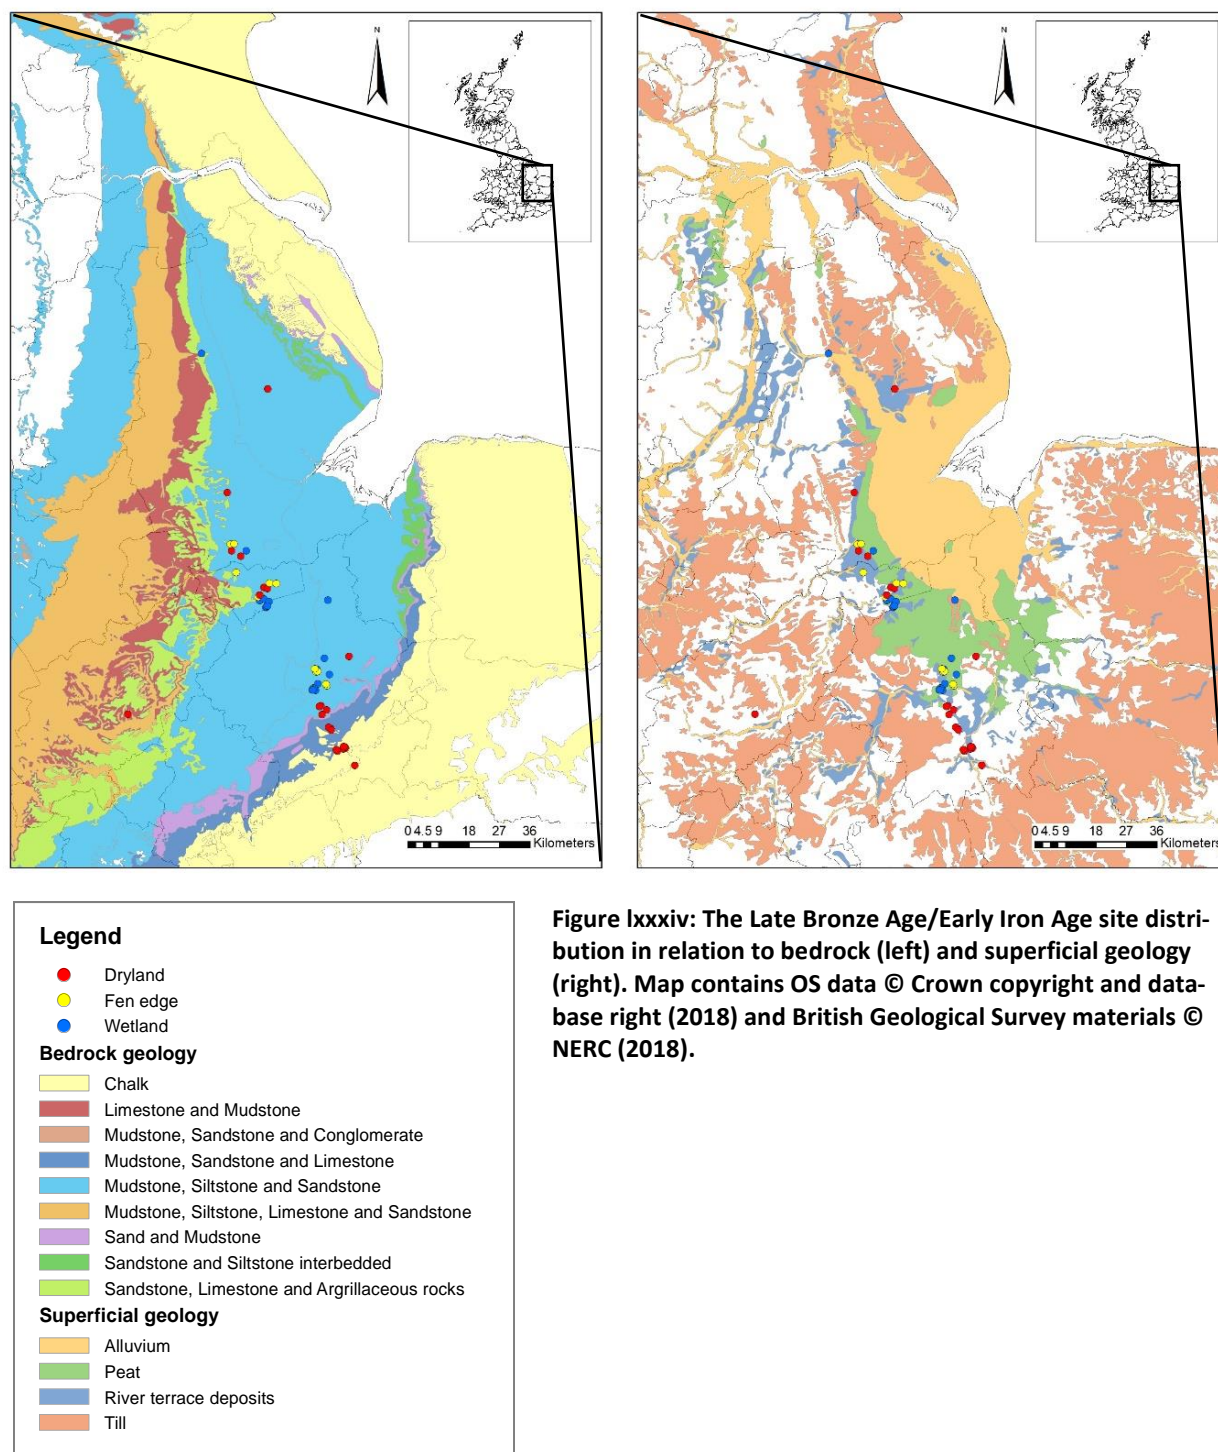 N
N
0 4.5 9 18 27 36
Kilometers
0 4.5 9 18 27 36
Kilometers
Legend
Dryland
Fen edge
Wetland
Bedrock geology
Chalk
Limestone and Mudstone
Mudstone, Sandstone and Conglomerate
Mudstone, Sandstone and Limestone
Mudstone, Siltstone and Sandstone
Mudstone, Siltstone, Limestone and Sandstone
Sand and Mudstone
Sandstone and Siltstone interbedded
Sandstone, Limestone and Argrillaceous rocks
Superficial geology
Alluvium
Peat
River terrace deposits
Till
Figure lxxxiv: The Late Bronze Age/Early Iron Age site distri-
bution in relation to bedrock (left) and superficial geology
(right). Map contains OS data © Crown copyright and data-
base right (2018) and British Geological Survey materials ©
NERC (2018).